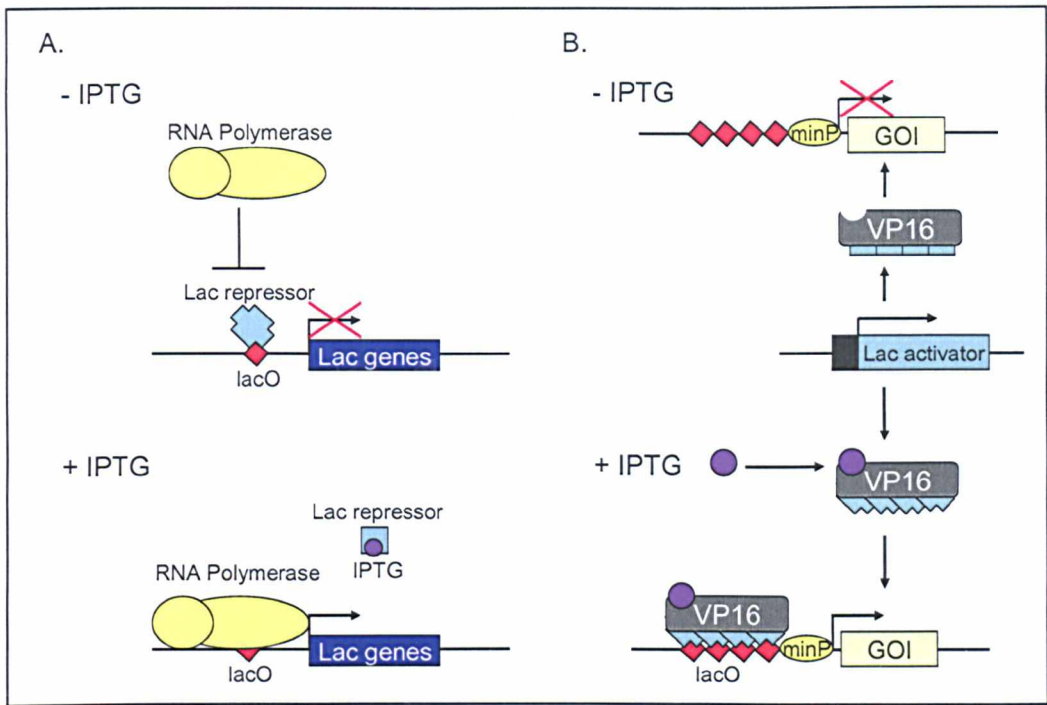 A.
- IPTG
RNA Polymerase
Lac repressor
Lac genes
lacO
+ IPTG
Lac repressor
IPTG
RNA Polymerase
Lac genes
lacO
B.
- IPTG
minP
GOI
VP16
Lac activator
+ IPTG
VP16
VP16
minP
GOI
lacO